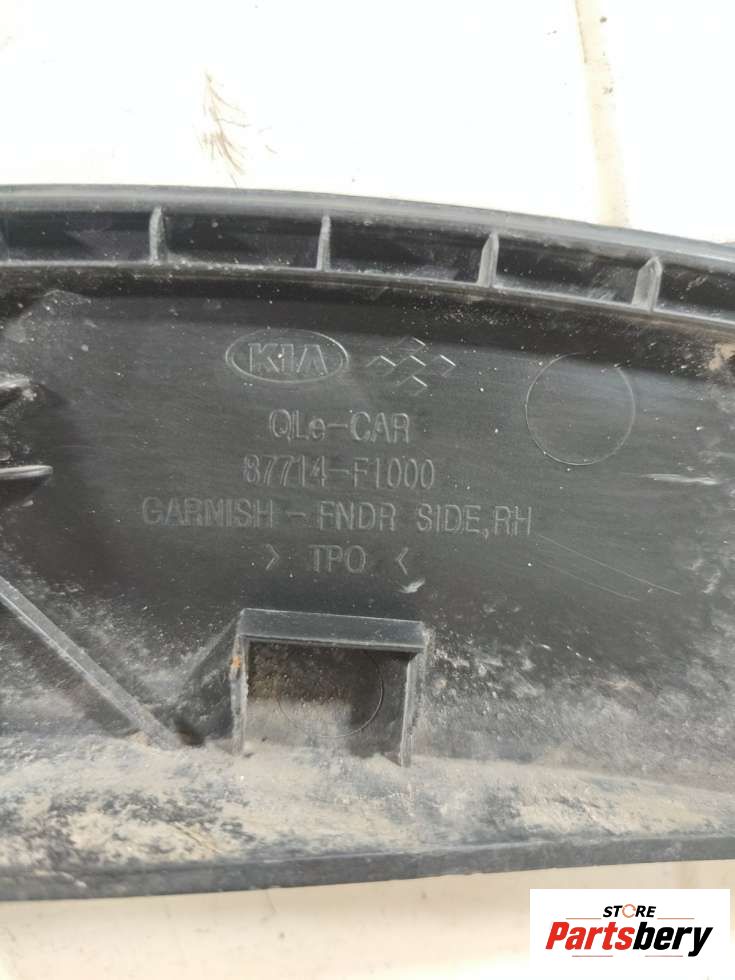 KIA
QLe-CAR
87714-F1000
GARNISH - FNDR SIDE,RH
> TPO <
STORE
Partsbery